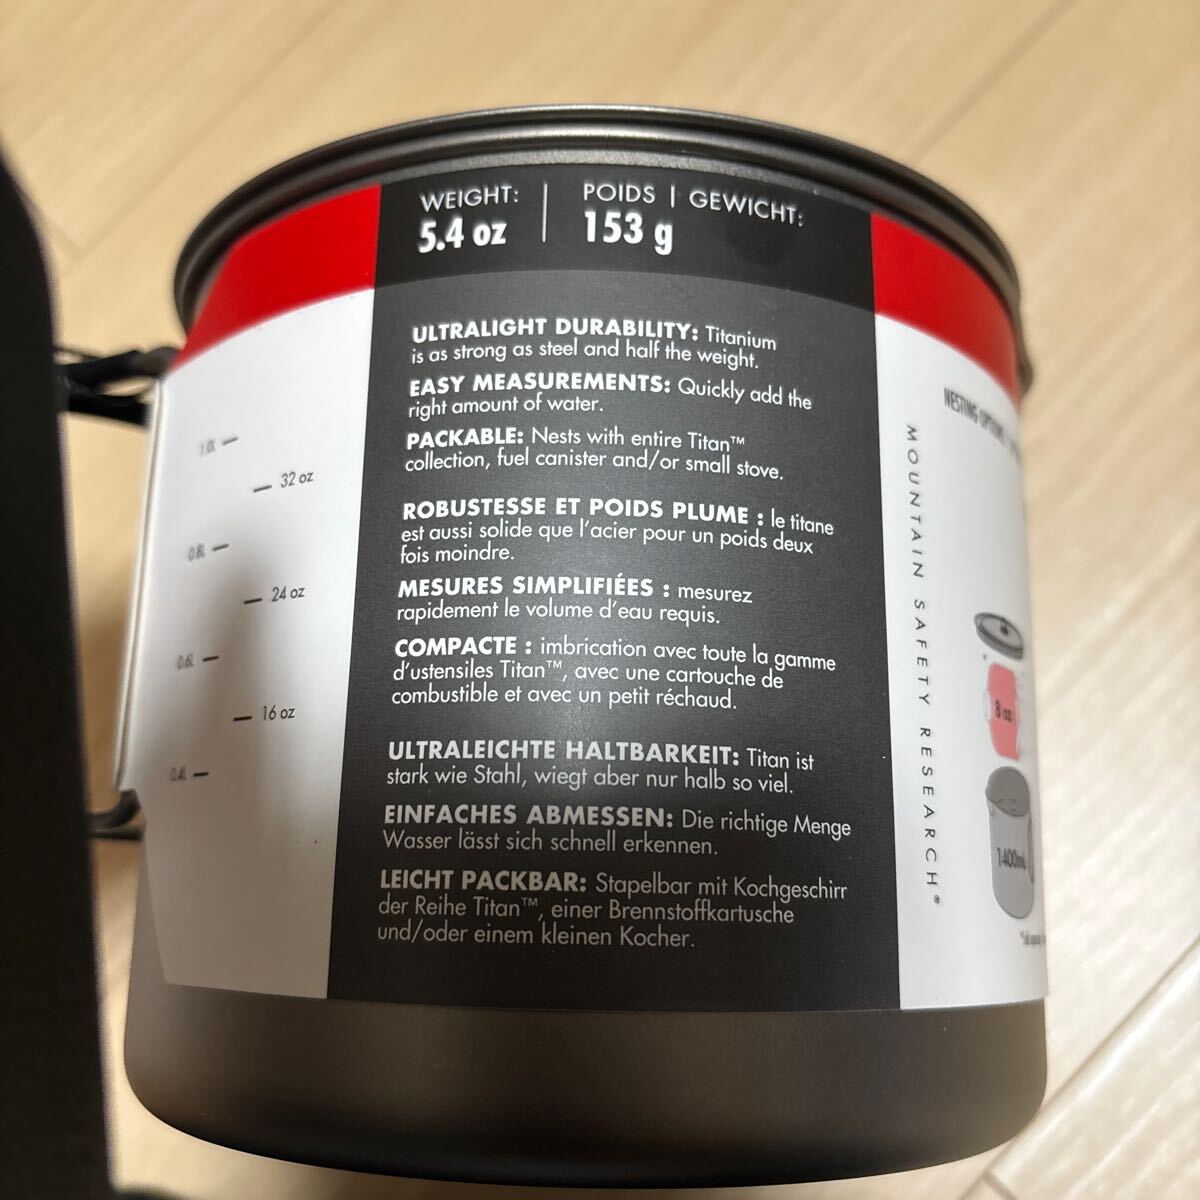 WEIGHT:
5.4 oz
POIDS | GEWICHT:
153 g
ULTRALIGHT DURABILITY: Titanium
is as strong as steel and half the weight.
EASY MEASUREMENTS: Quickly add the
right amount of water.
PACKABLE: Nests with entire Titan™
collection, fuel canister and/or small stove.
ROBUSTESSE ET POIDS PLUME : le titane
est aussi solide que l'acier pour un poids deux
fois moindre.
MESURES SIMPLIFIÉES : mesurez
rapidement le volume d'eau requis.
COMPACTE : imbrication avec toute la gamme
d'ustensiles Titan™, avec une cartouche de
combustible et avec un petit réchaud.
ULTRALEICHTE HALTBARKEIT: Titan ist
stark wie Stahl, wiegt aber nur halb so viel.
EINFACHES ABMESSEN: Die richtige Menge
Wasser lässt sich schnell erkennen.
LEICHT PACKBAR: Stapelbar mit Kochgeschirr
der Reihe Titan™, einer Brennstoffkartusche
und/oder einem kleinen Kocher.
1.0L
32 oz
0.8L
24 oz
0.6L
16 oz
0.4L
MOUNTAIN SAFETY RESEARCH®
NESTING OPTIONS
8 oz
1400mL